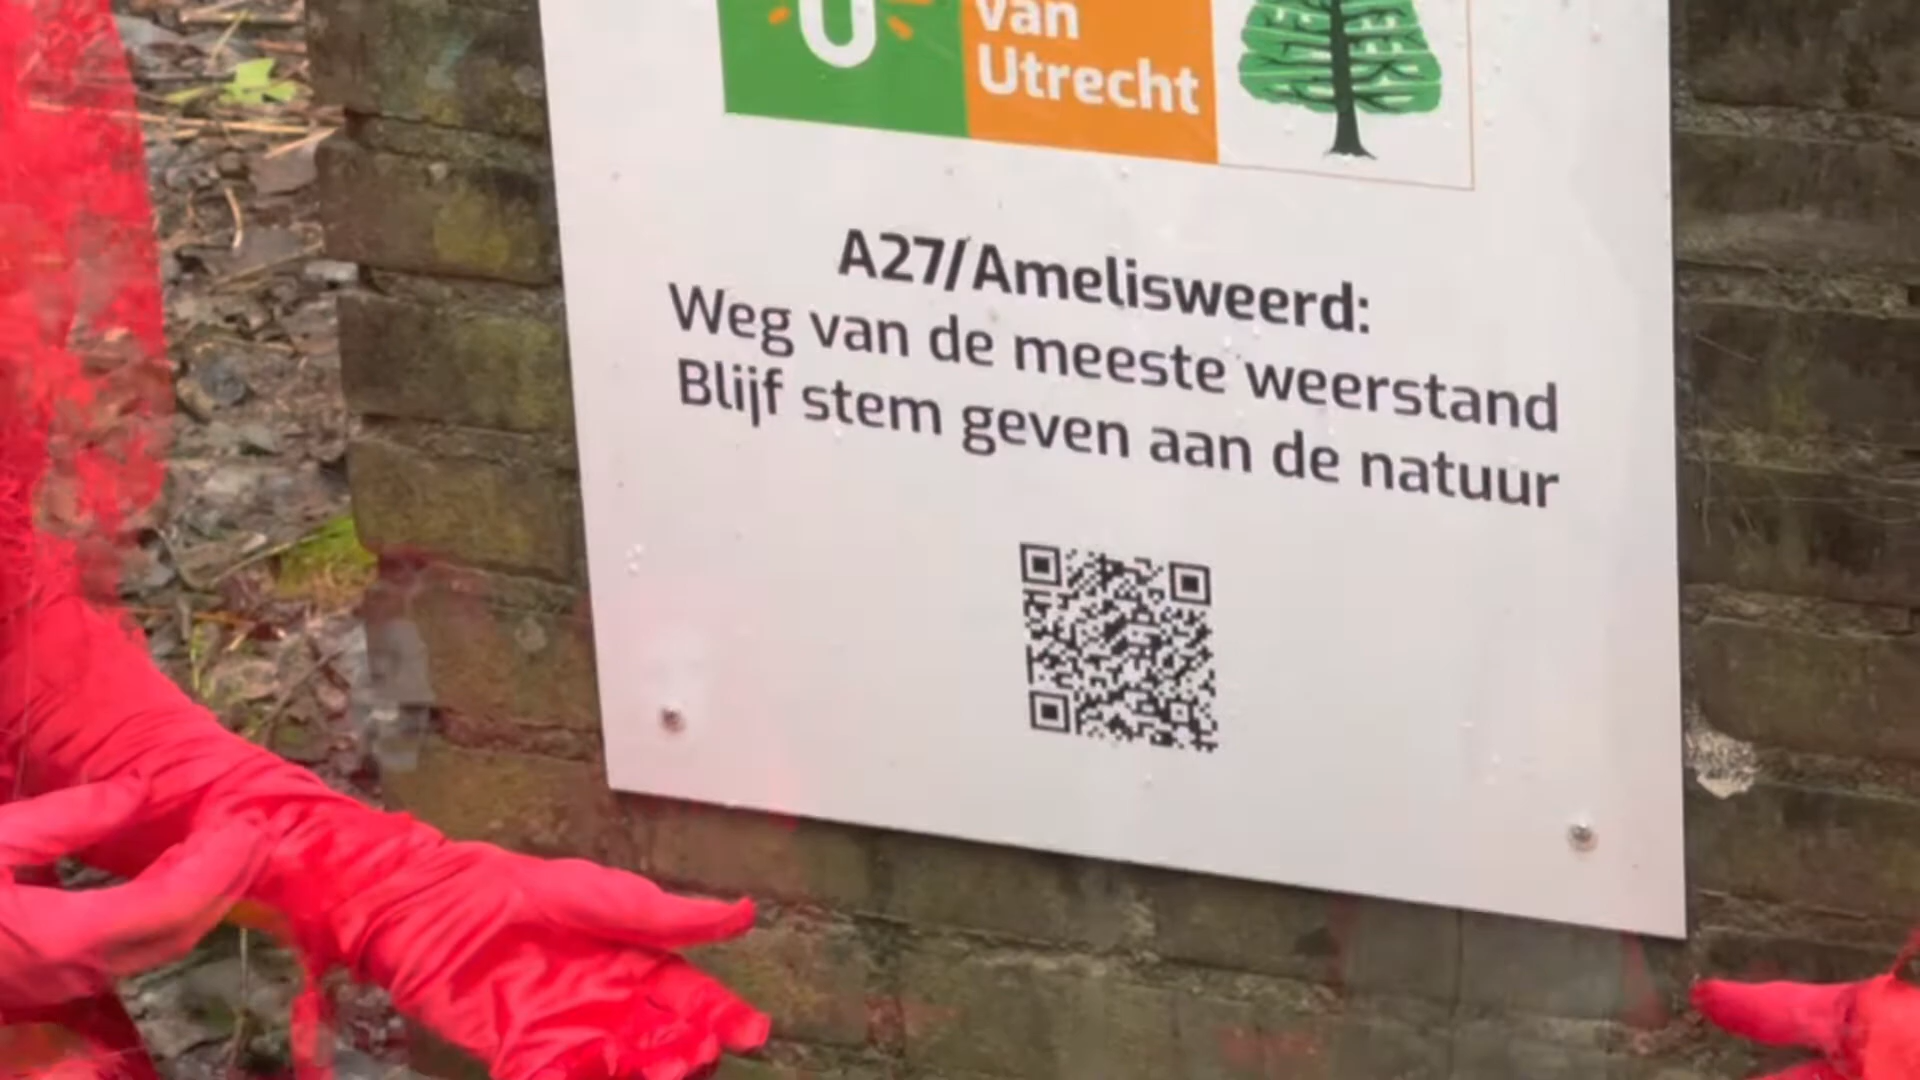 U
van
Utrecht
A27/Amelisweerd:
Weg van de meeste weerstand
Blijf stem geven aan de natuur